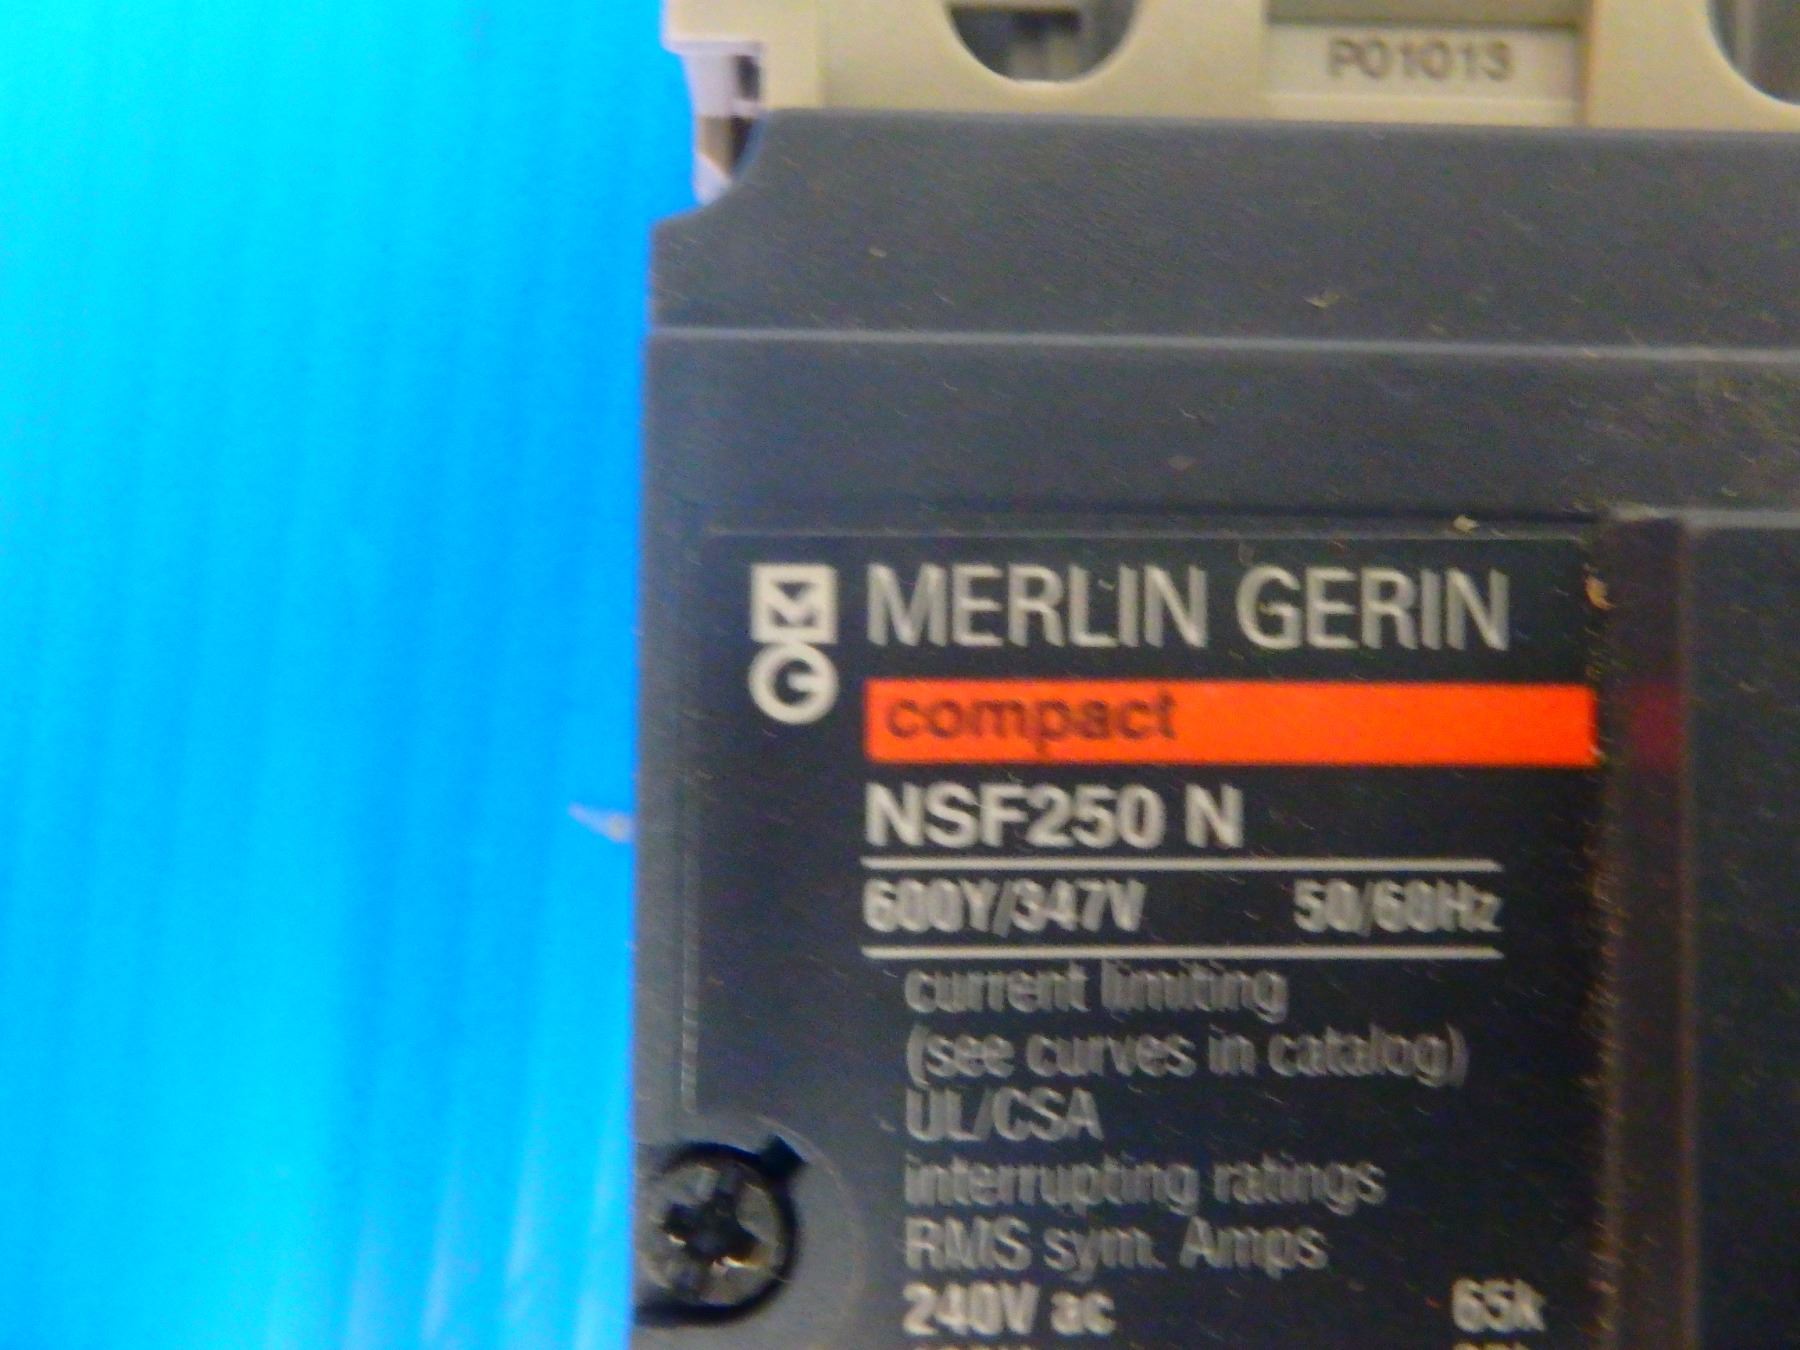 P01013
MG MERLIN GERIN
compact
NSF250 N
600Y/347V 50/60Hz
current limiting
(see curves in catalog)
UL/CSA
interrupting ratings
RMS sym. Amps
240V ac 65k